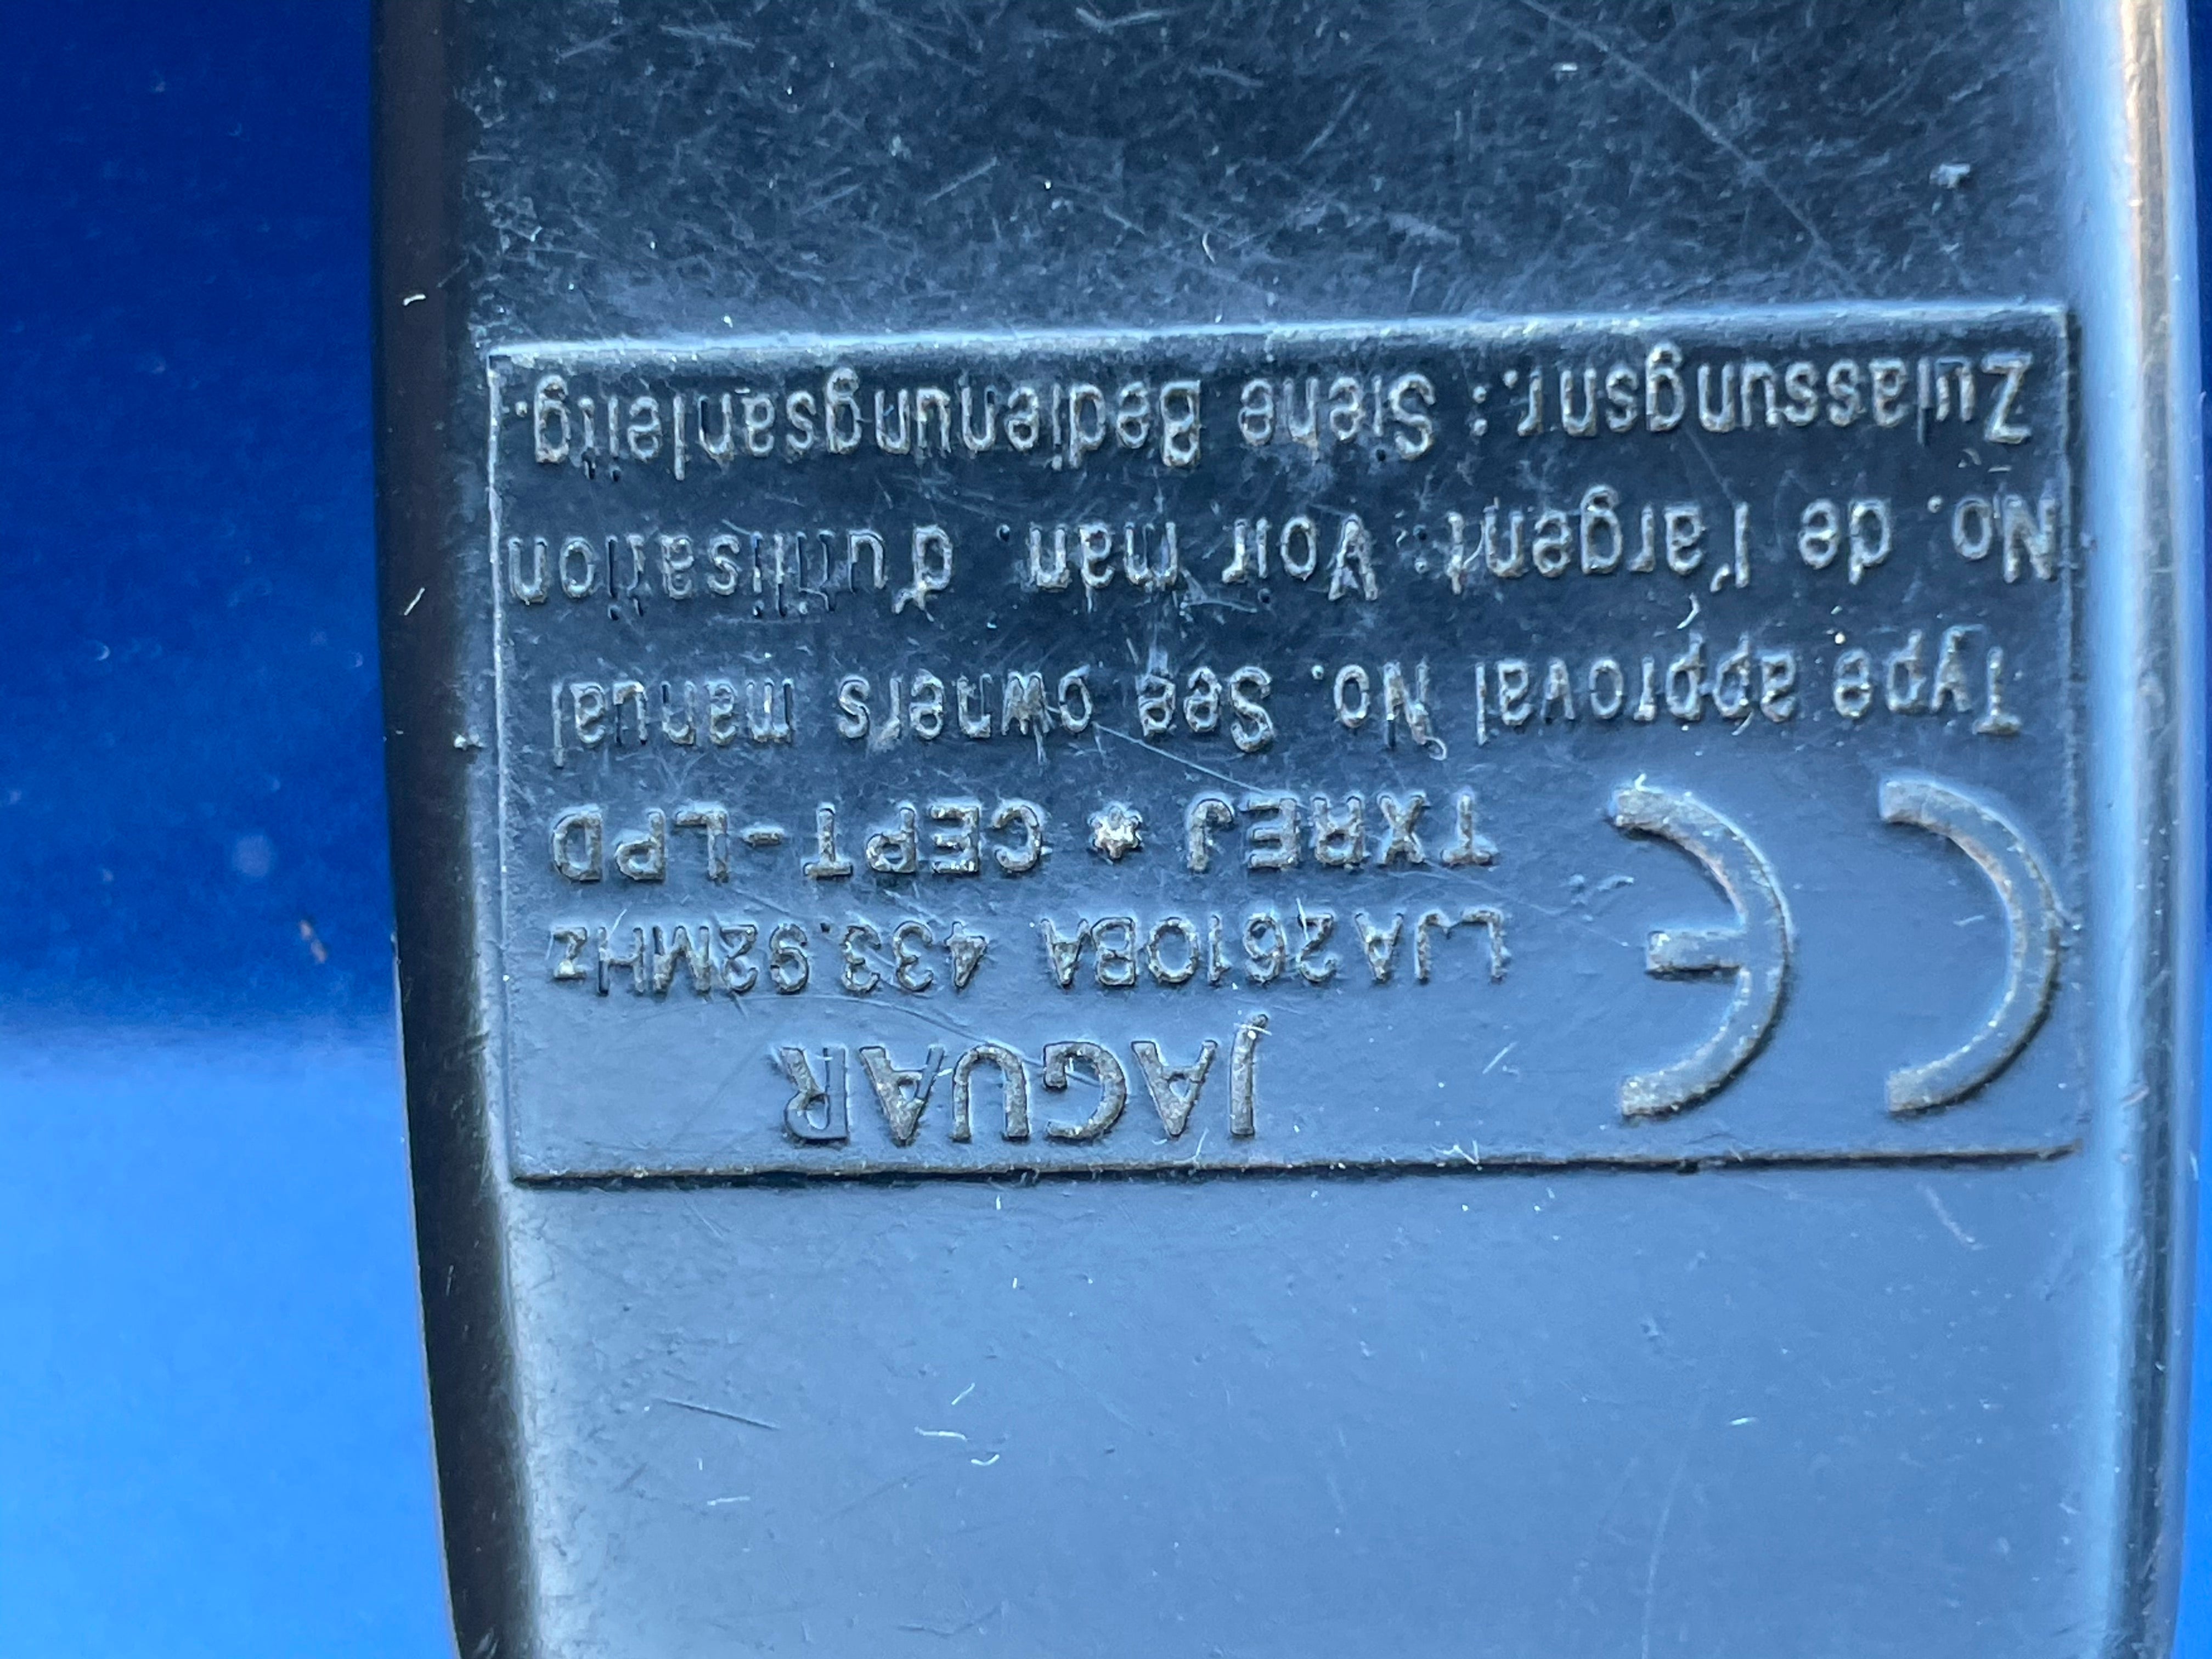 JAGUAR
CE LJA2610BA 433.92MHz
TXREJ * CEPT-LPD
Type approval No. See owners manual
No. de l'argent: Voir man. d'utilisation
Zulassungsnr.: Siehe Bedienungsanleitg.